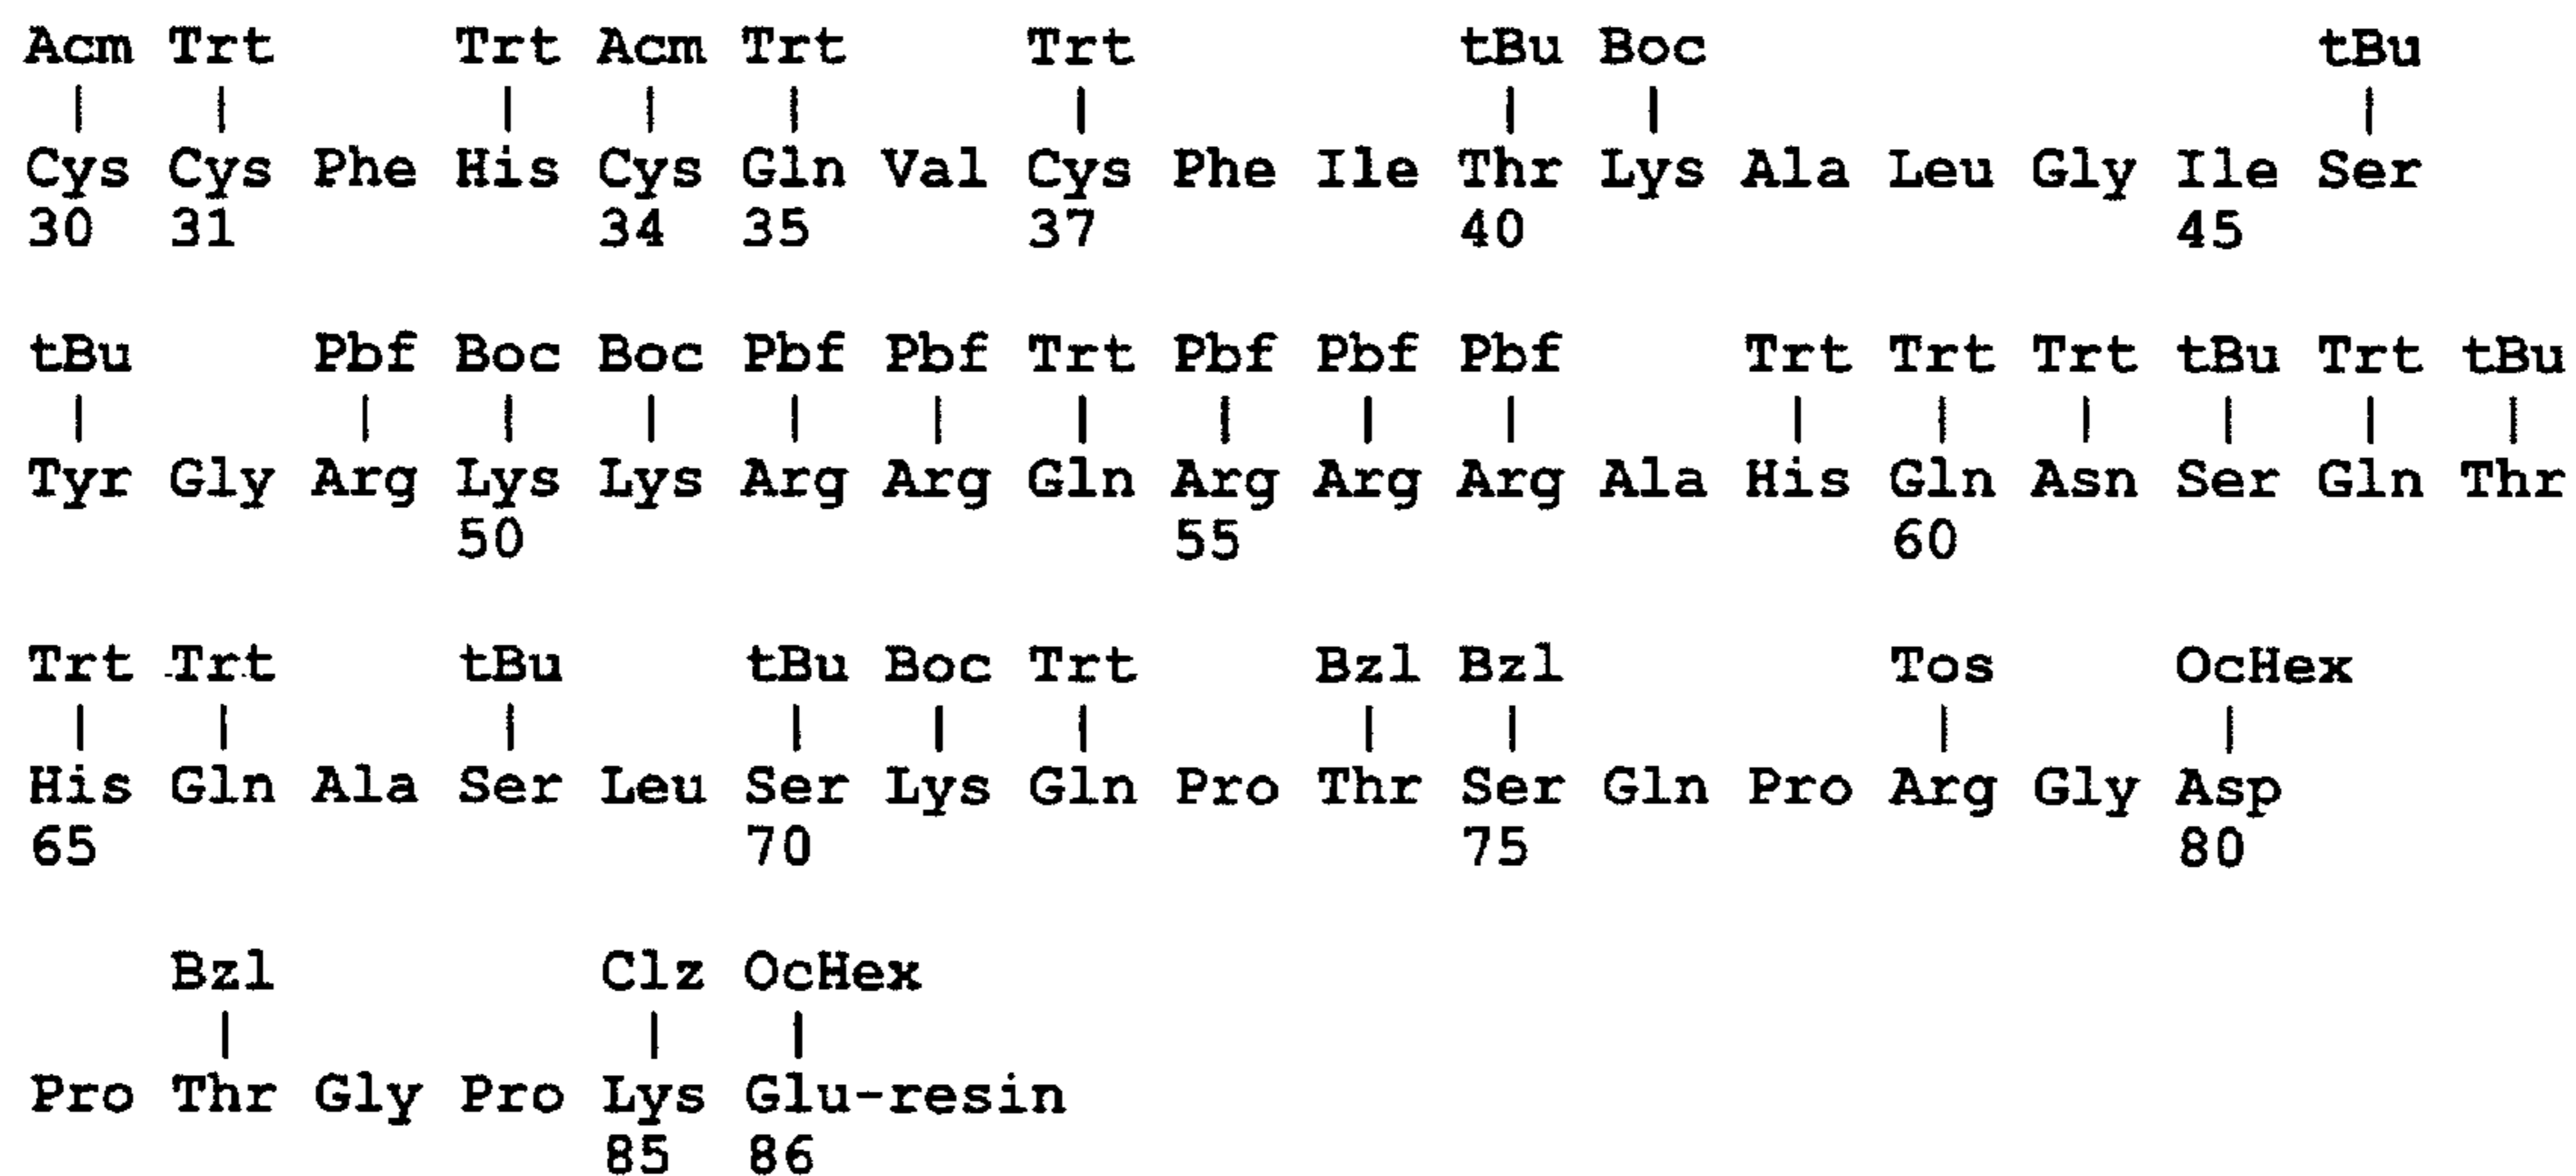 Acm Trt Trt Acm Trt Trt tBu Boc tBu
Cys Cys Phe His Cys Gln Val Cys Phe Ile Thr Lys Ala Leu Gly Ile Ser
30 31 34 35 37 40 45
tBu Pbf Boc Boc Pbf Pbf Trt Pbf Pbf Pbf Trt Trt Trt tBu Trt tBu
Tyr Gly Arg Lys Lys Arg Arg Gln Arg Arg Arg Ala His Gln Asn Ser Gln Thr
50 55 60
Trt Trt tBu tBu Boc Trt Bzl Bzl Tos OcHex
His Gln Ala Ser Leu Ser Lys Gln Pro Thr Ser Gln Pro Arg Gly Asp
65 70 75 80
Bzl Clz OcHex
Pro Thr Gly Pro Lys Glu-resin
85 86